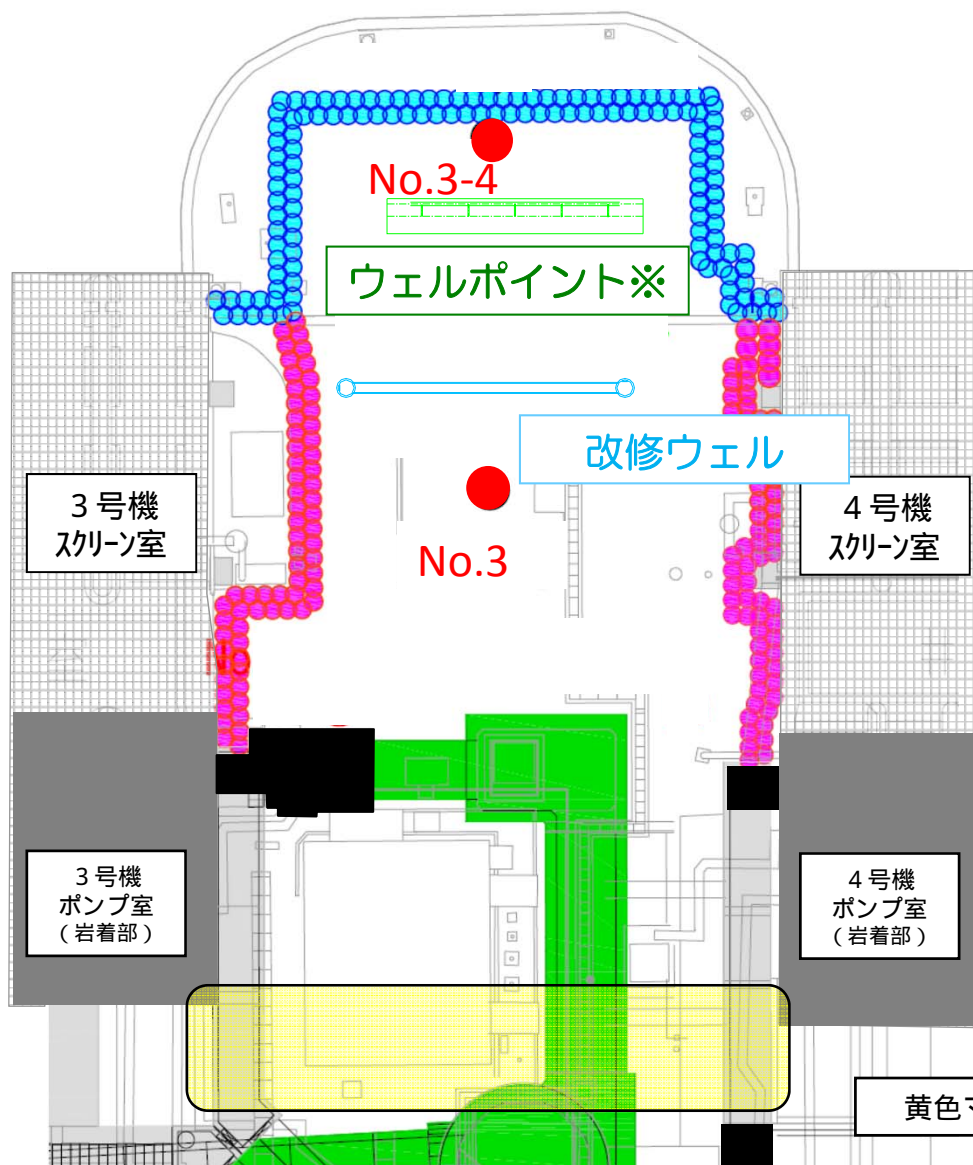 No.3-4
ウェルポイント※
改修ウェル
３号機
スクリーン室
４号機
スクリーン室
No.3
３号機
ポンプ室
（岩着部）
４号機
ポンプ室
（岩着部）
黄色